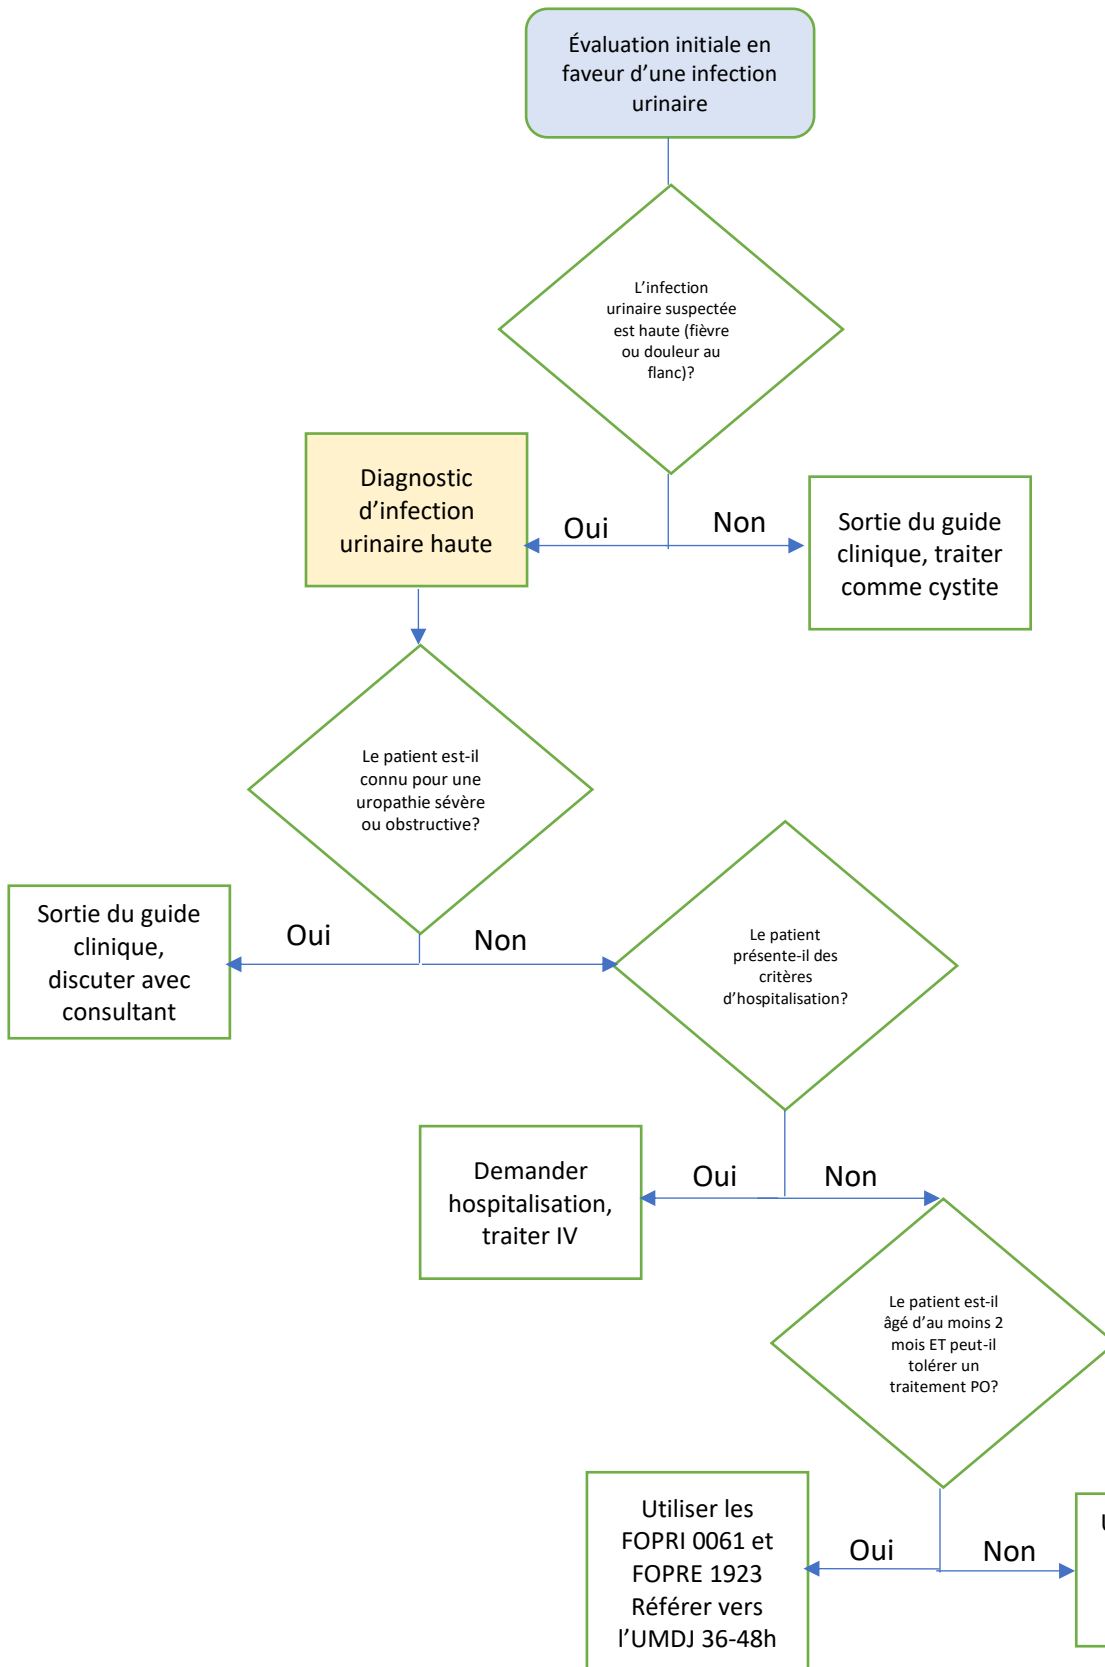 Évaluation initiale en
faveur d’une infection
urinaire
L’infection
urinaire suspectée
est haute (fièvre
ou douleur au
flanc)?
Diagnostic
d’infection
urinaire haute
Oui
Non
Sortie du guide
clinique, traiter
comme cystite
Le patient est-il
connu pour une
uropathie sévère
ou obstructive?
Sortie du guide
clinique,
discuter avec
consultant
Oui
Non
Le patient
présente-il des
critères
d’hospitalisation?
Demander
hospitalisation,
traiter IV
Oui
Non
Le patient est-il
âgé d’au moins 2
mois ET peut-il
tolérer un
traitement PO?
Utiliser les
FOPRI 0061 et
FOPRE 1923
Référer vers
l’UMDJ 36-48h
Oui
Non